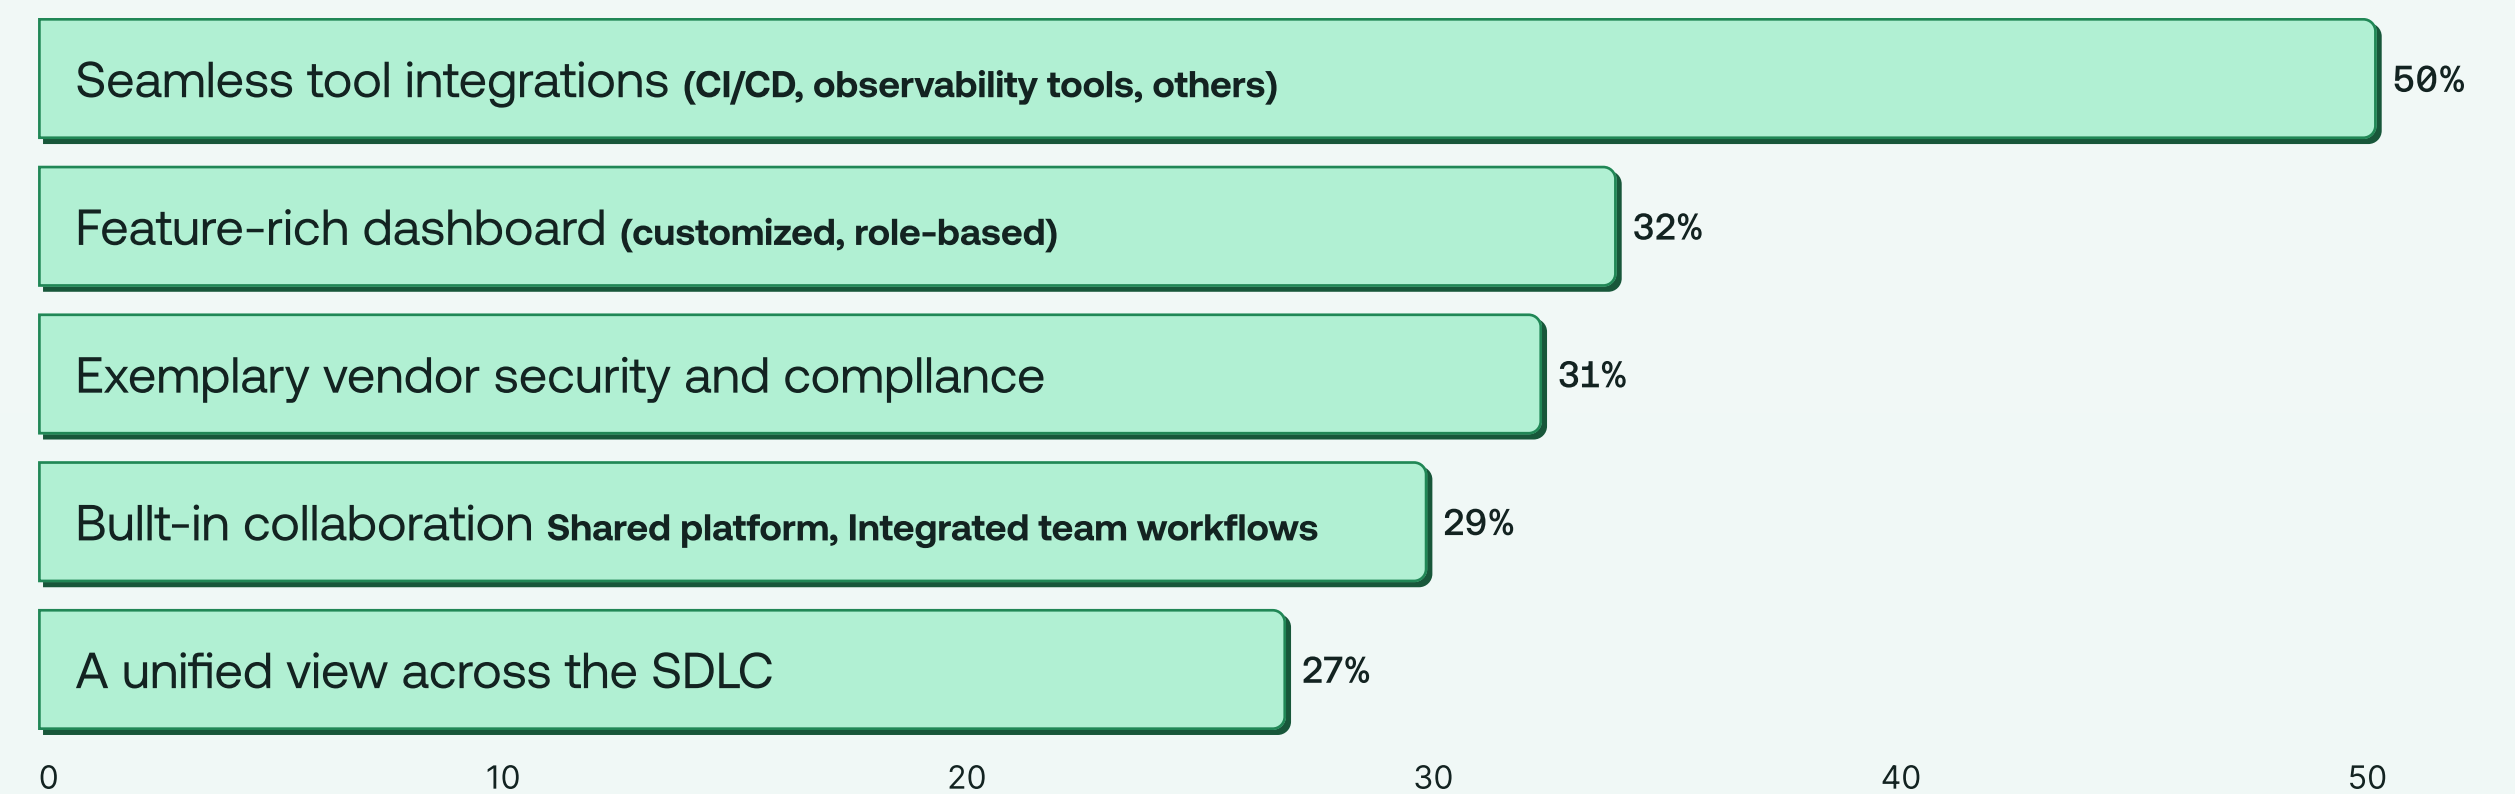 Seamless tool integrations (CI/CD, observability tools, others)
50%
Feature-rich dashboard (customized, role-based)
32%
Exemplary vendor security and compllance
31%
Bullt-in collaboration Shared platform, Integrated team workflows
29%
A unified view across the SDLC
27%
0 10 20 30 40 50